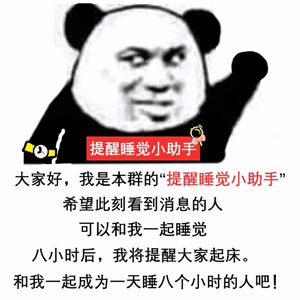 提醒睡觉小助手
大家好，我是本群的“提醒睡觉小助手”
希望此刻看到消息的人
可以和我一起睡觉
八小时后，我将提醒大家起床。
和我一起成为一天睡八个小时的人吧！